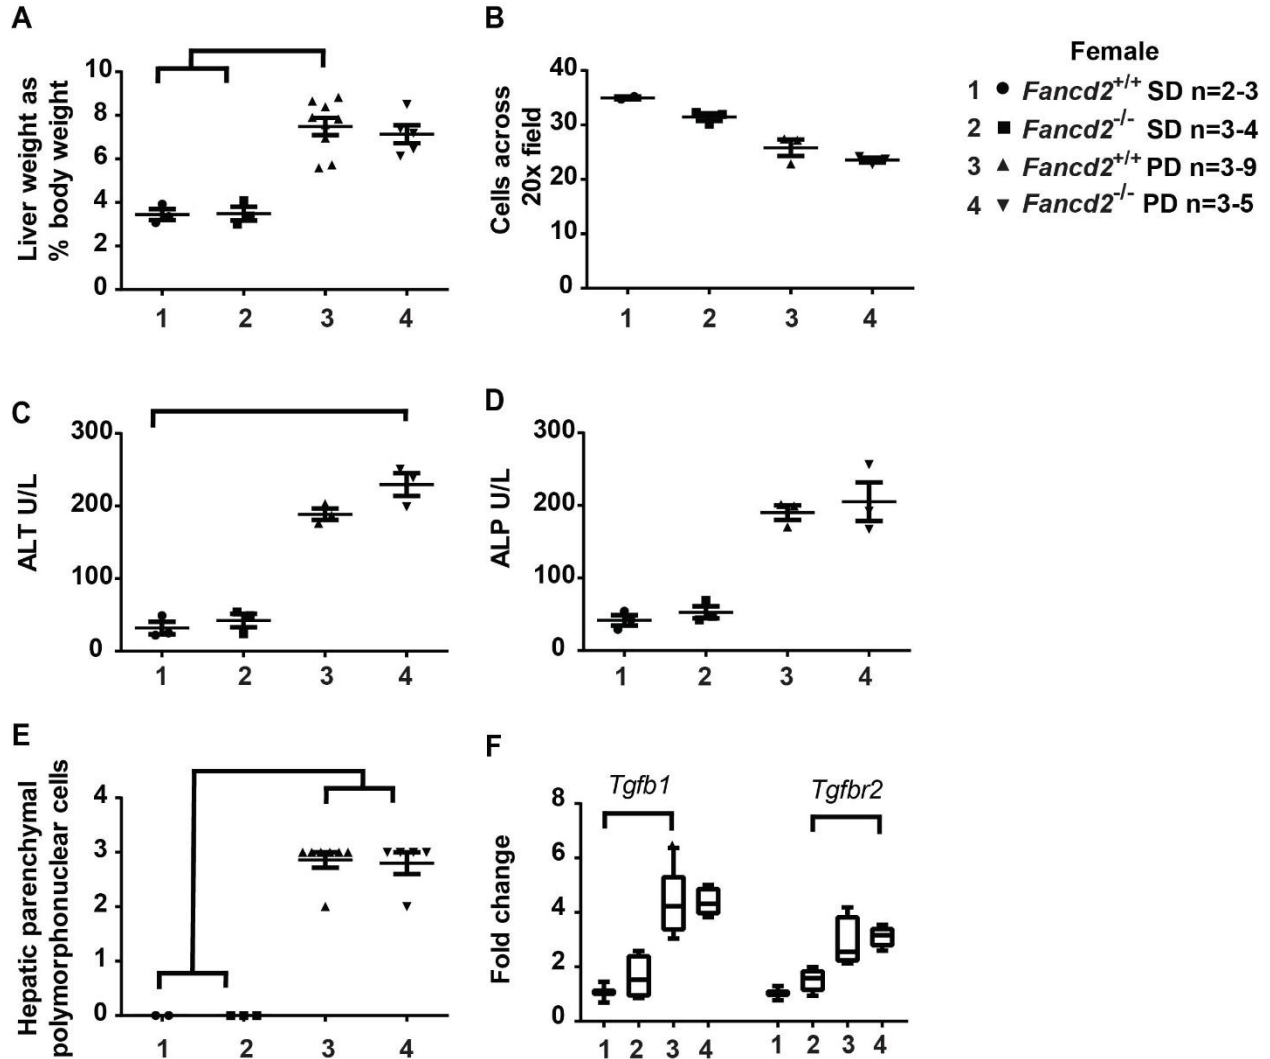 A
Liver weight as
% body weight
10
8
6
4
2
0
1 2 3 4
B
Cells across
20x field
40
30
20
10
0
1 2 3 4
Female
1 ● Fancd2+/+ SD n=2-3
2 ■ Fancd2-/- SD n=3-4
3 ▲ Fancd2+/+ PD n=3-9
4 ▼ Fancd2-/- PD n=3-5
C
ALT U/L
300
200
100
0
1 2 3 4
D
ALP U/L
300
200
100
0
1 2 3 4
E
Hepatic parenchymal
polymorphonuclear cells
4
3
2
1
0
1 2 3 4
F
Fold change
8
6
4
2
0
Tgfb1
Tgfbr2
1 2 3 4 1 2 3 4